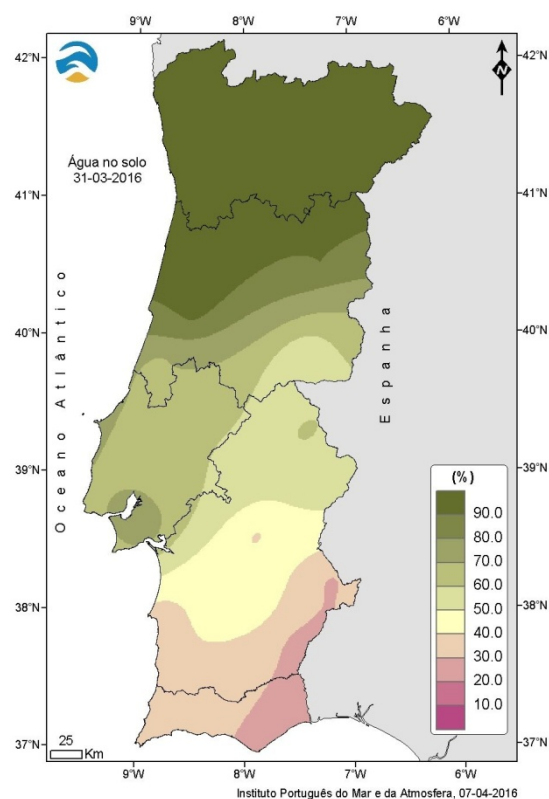 9°W 8°W 7°W 6°W
42°N 42°N
N
Água no solo
31-03-2016
41°N 41°N
Oceano Atlântico
Espanha
40°N 40°N
39°N 39°N
(%)
90.0
80.0
70.0
60.0
50.0
40.0
30.0
20.0
10.0
38°N 38°N
37°N 37°N
25
Km
9°W 8°W 7°W 6°W
Instituto Português do Mar e da Atmosfera, 07-04-2016